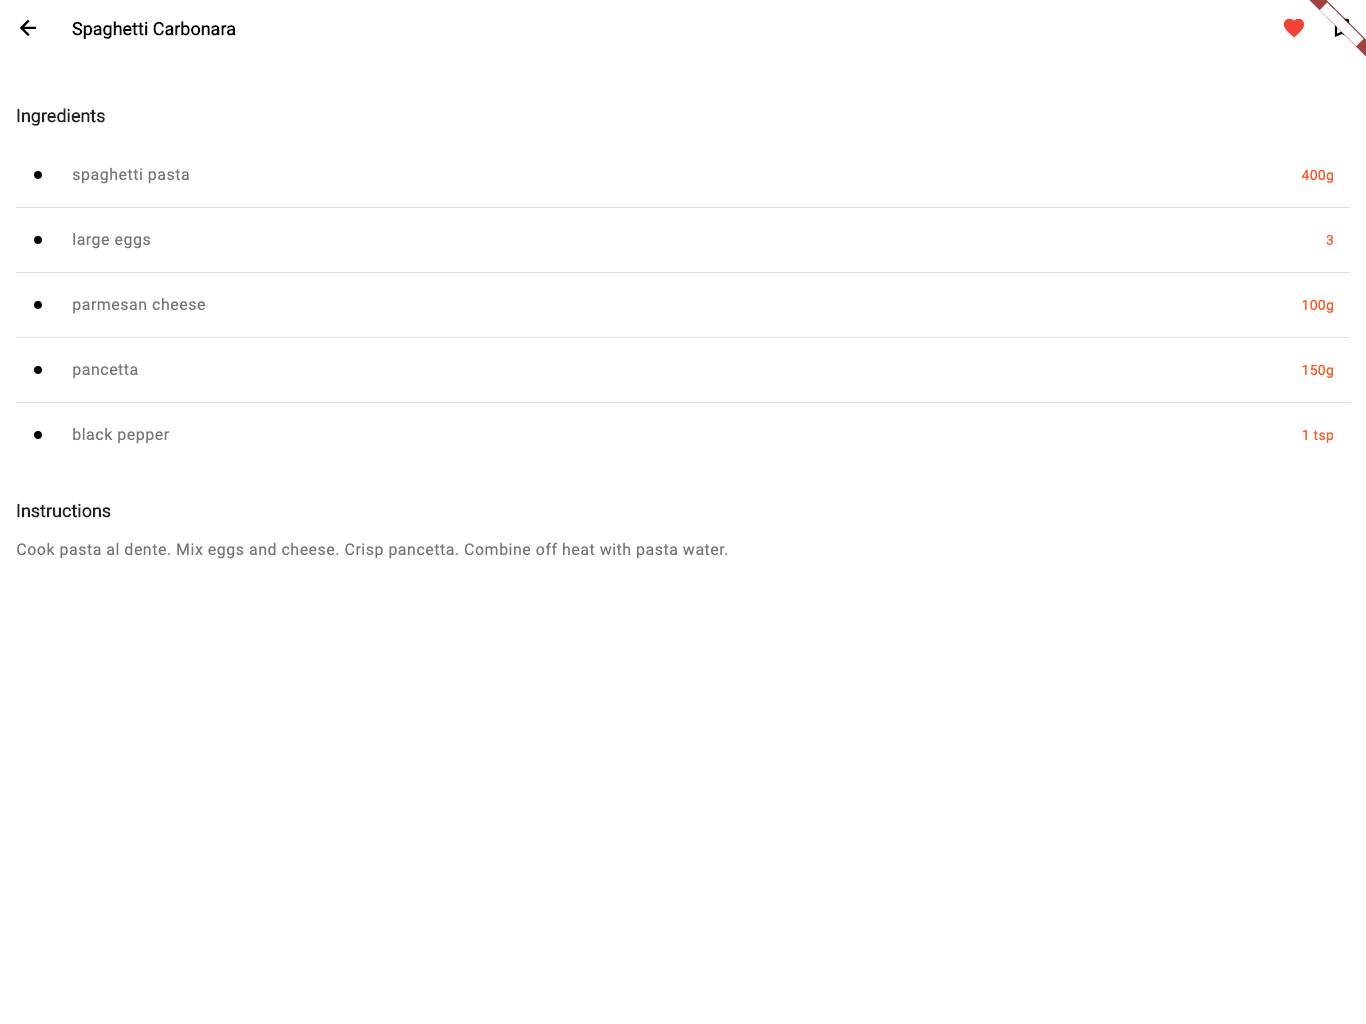 Spaghetti Carbonara
Ingredients
spaghetti pasta 400g
large eggs 3
parmesan cheese 100g
pancetta 150g
black pepper 1 tsp
Instructions
Cook pasta al dente. Mix eggs and cheese. Crisp pancetta. Combine off heat with pasta water.